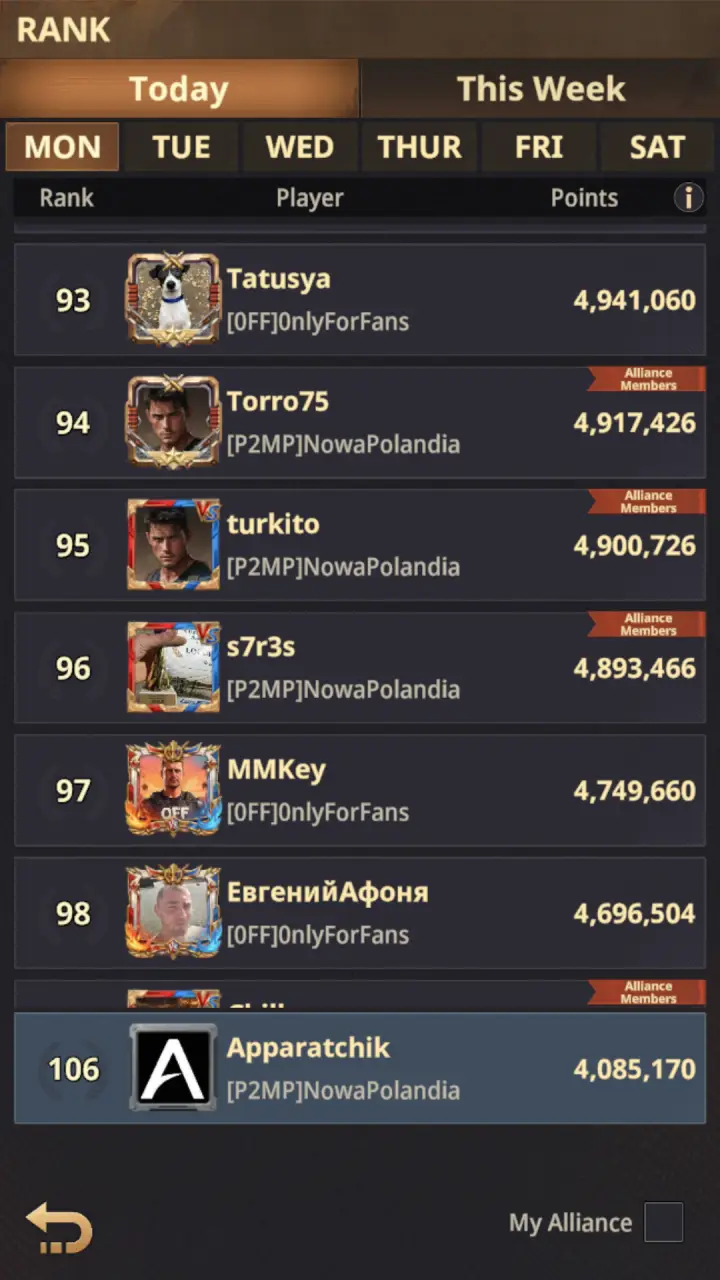 RANK
Today
This Week
MON
TUE
WED
THUR
FRI
SAT
Rank
Player
Points
i
93
Tatusya
[0FF]0nlyForFans
4,941,060
Alliance
Members
94
Torro75
[P2MP]NowaPolandia
4,917,426
Alliance
Members
95
VS
turkito
[P2MP]NowaPolandia
4,900,726
Alliance
Members
96
VS
s7r3s
[P2MP]NowaPolandia
4,893,466
97
OFF
MMKey
[0FF]0nlyForFans
4,749,660
98
ЕвгенийАфоня
[0FF]0nlyForFans
4,696,504
Alliance
Members
106
A
Apparatchik
[P2MP]NowaPolandia
4,085,170
My Alliance